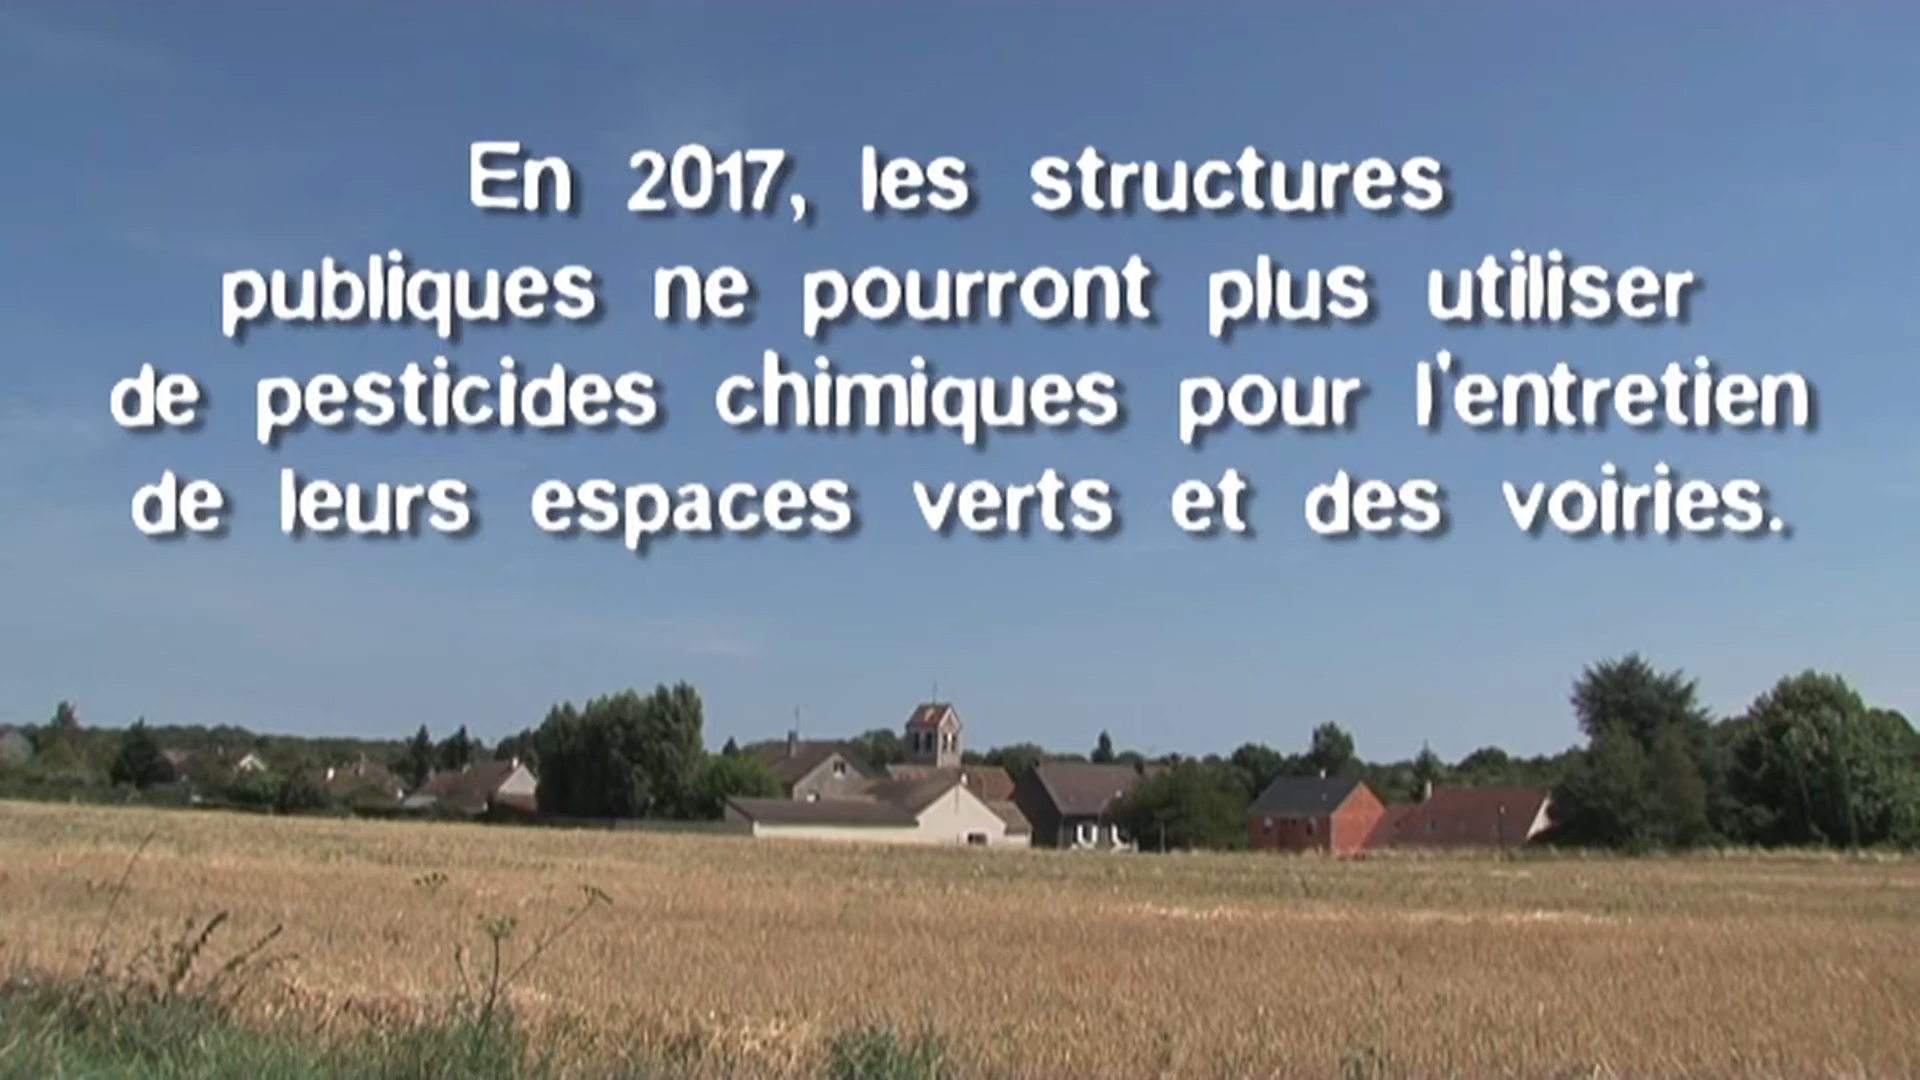 En 2017, les structures
publiques ne pourront plus utiliser
de pesticides chimiques pour l'entretien
de leurs espaces verts et des voiries.